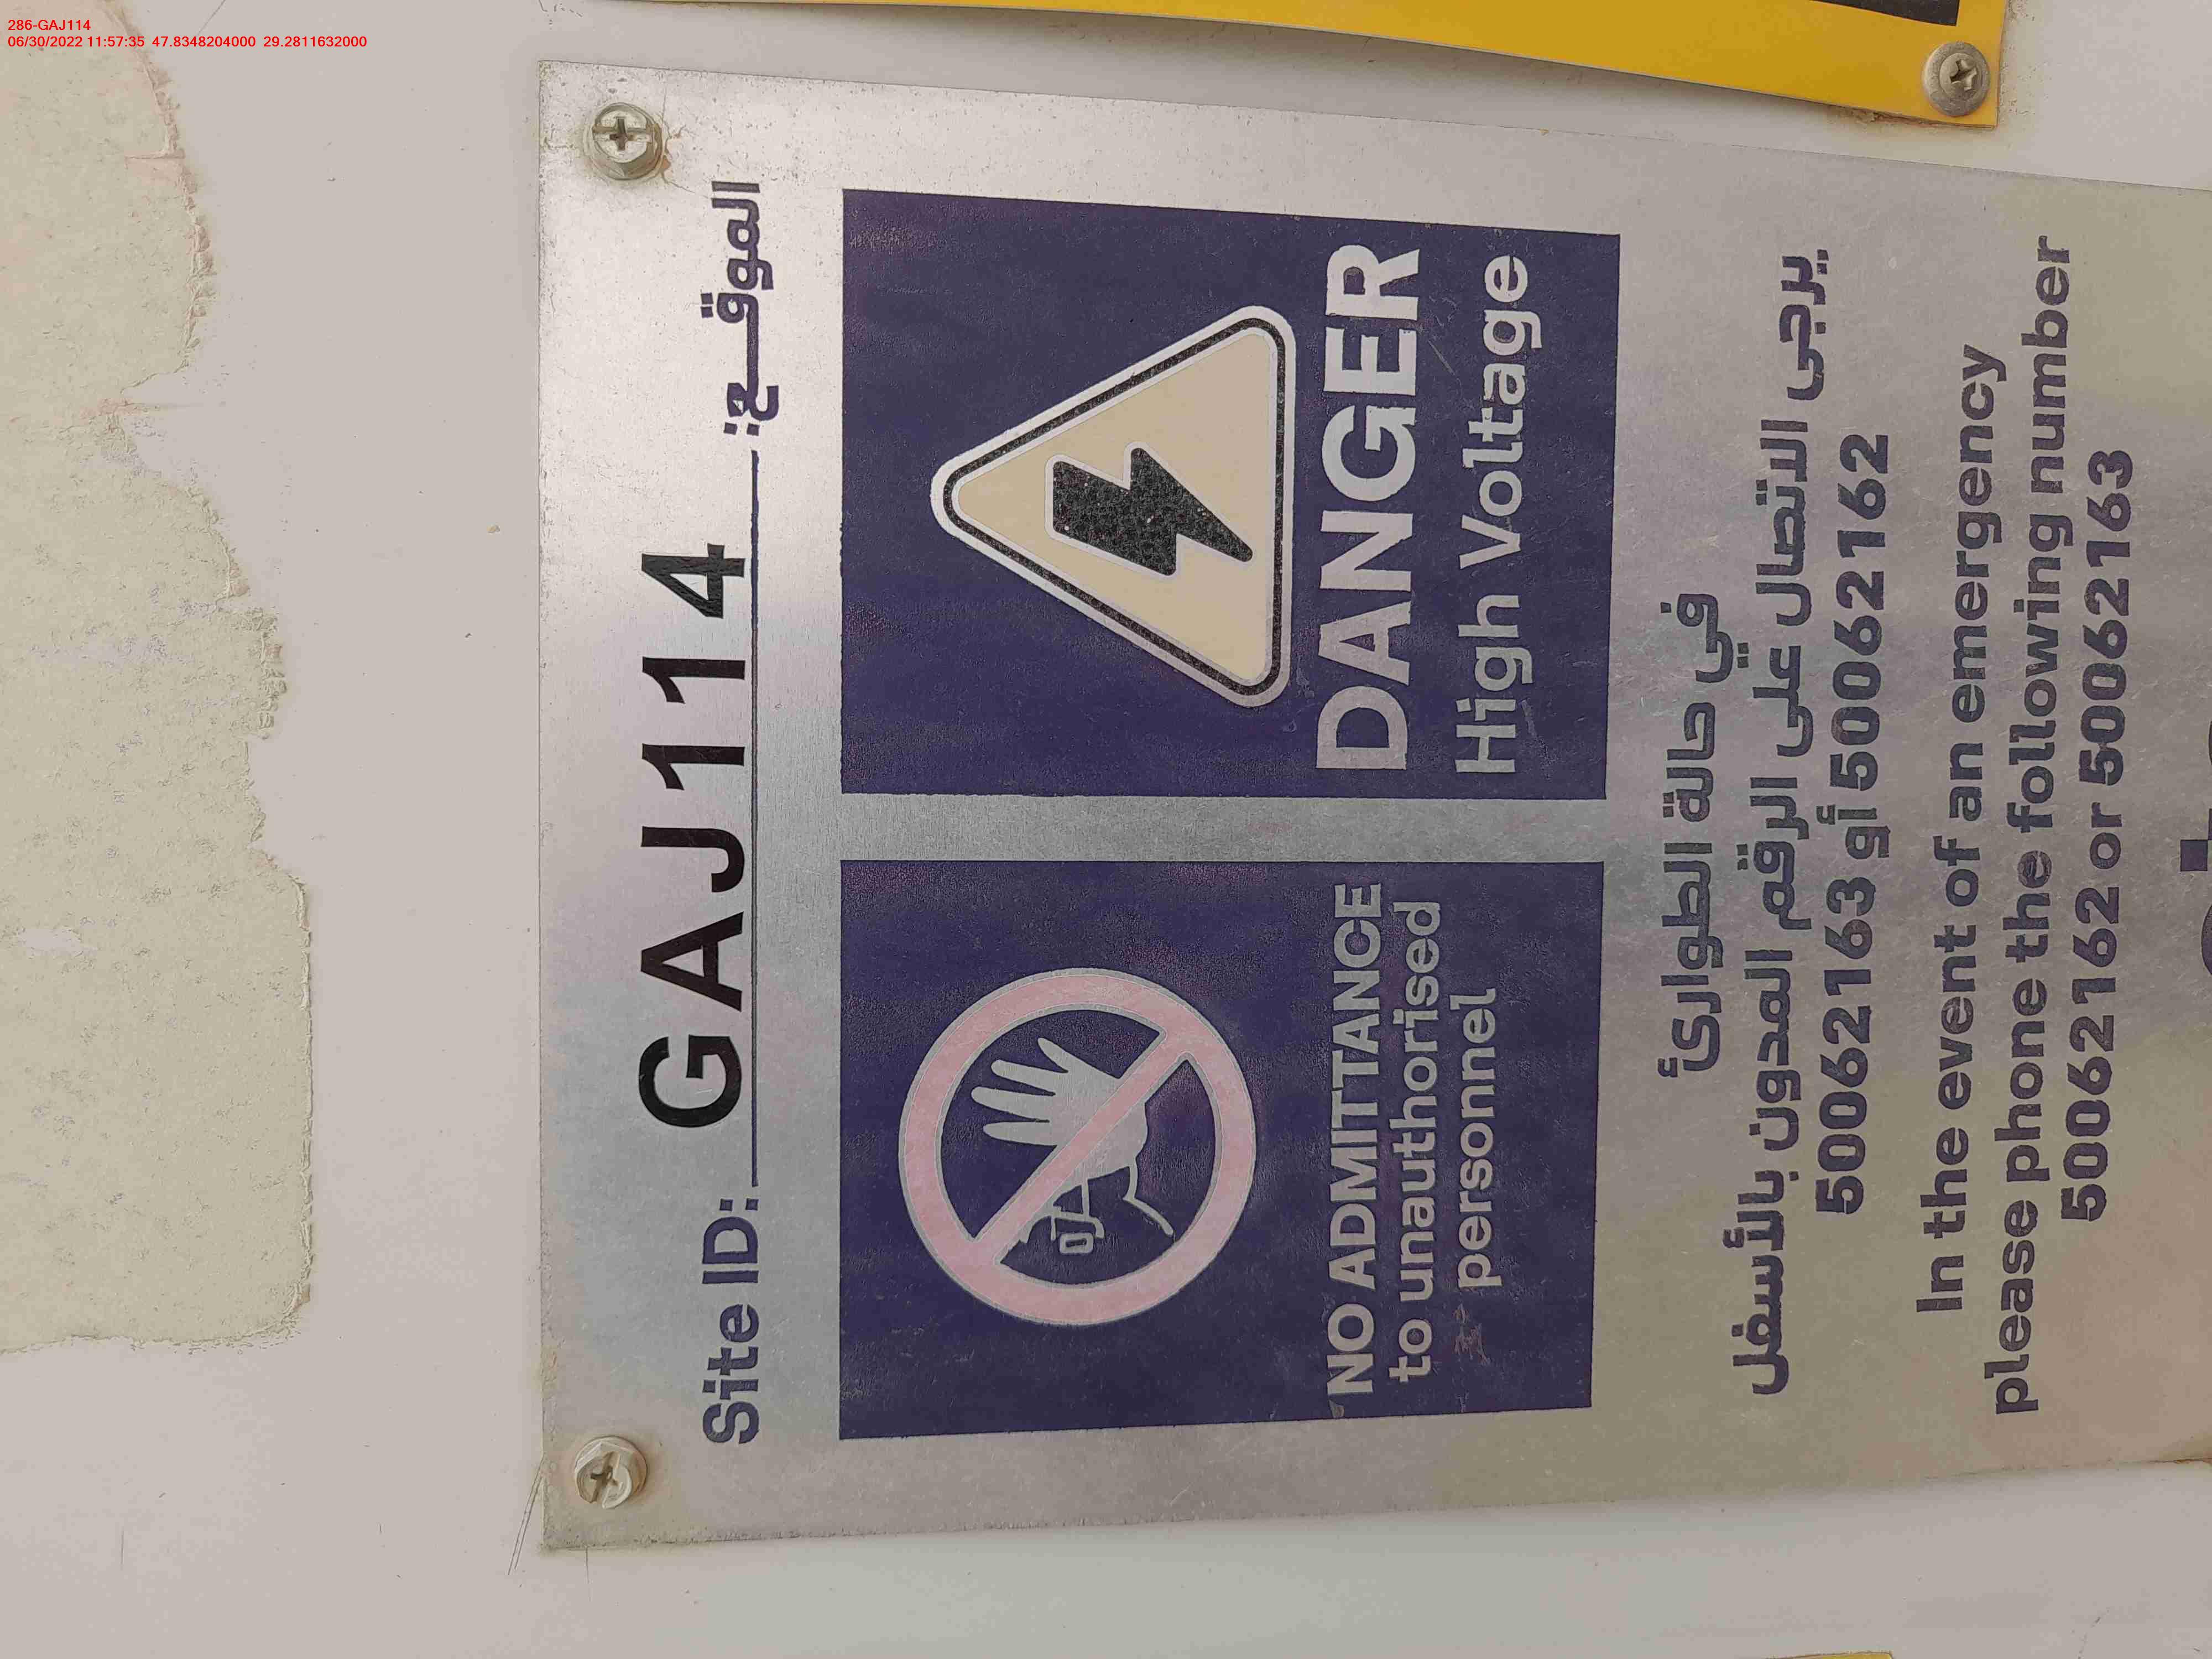 286-GAJ114
06/30/2022 11:57:35 47.8348204000 29.2811632000
Site ID: GAJ114 الموقـــع:
NO ADMITTANCE
to unauthorised
personnel
DANGER
High Voltage
في حالة الطوارئ
يرجى الاتصال على الرقم المدون بالأسفل
50062162 أو 50062163
In the event of an emergency
please phone the following number
50062162 or 50062163